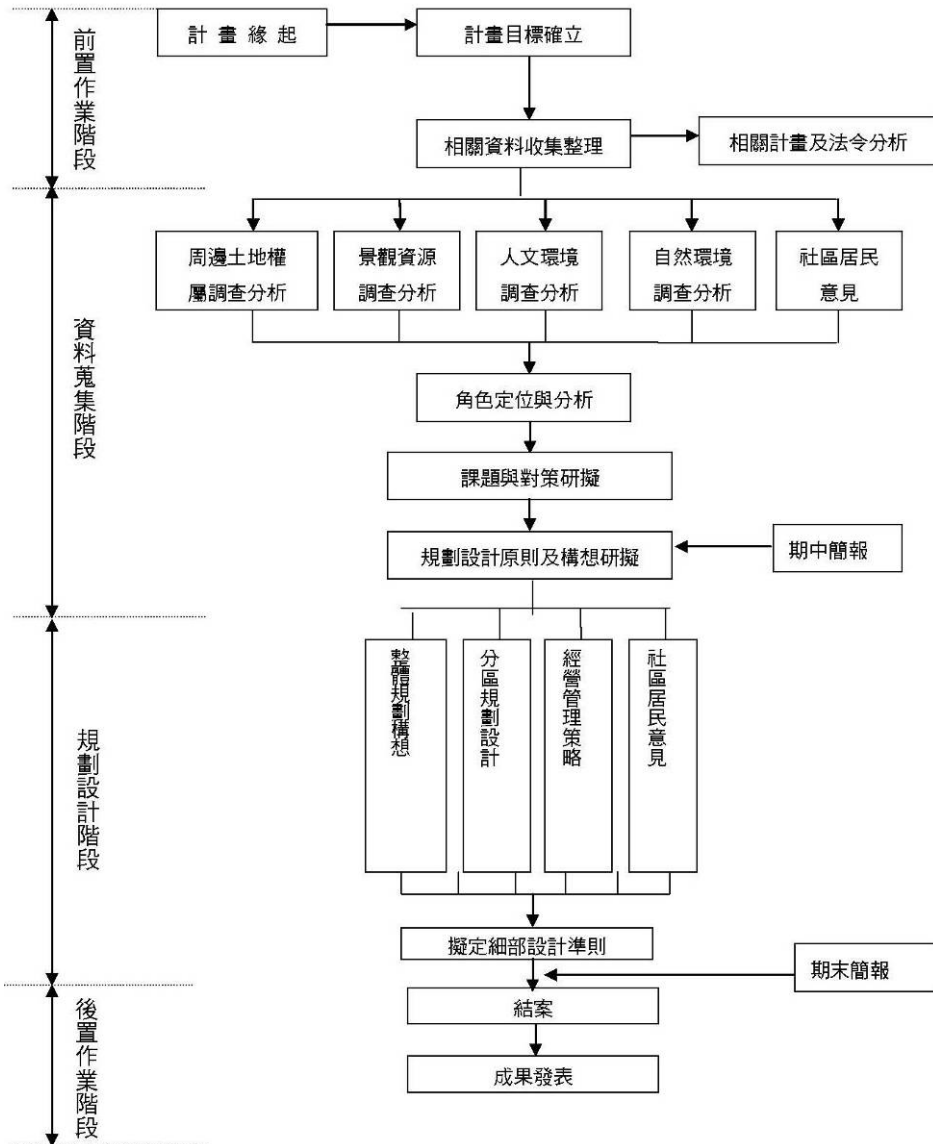 前置作業階段
計畫緣起
計畫目標確立
相關資料收集整理
相關計畫及法令分析
資料蒐集階段
周邊土地權
屬調查分析
景觀資源
調查分析
人文環境
調查分析
自然環境
調查分析
社區居民
意見
角色定位與分析
課題與對策研擬
規劃設計原則及構想研擬
期中簡報
規劃設計階段
整體規劃構想
分區規劃設計
經營管理策略
社區居民意見
擬定細部設計準則
期末簡報
後置作業階段
結案
成果發表